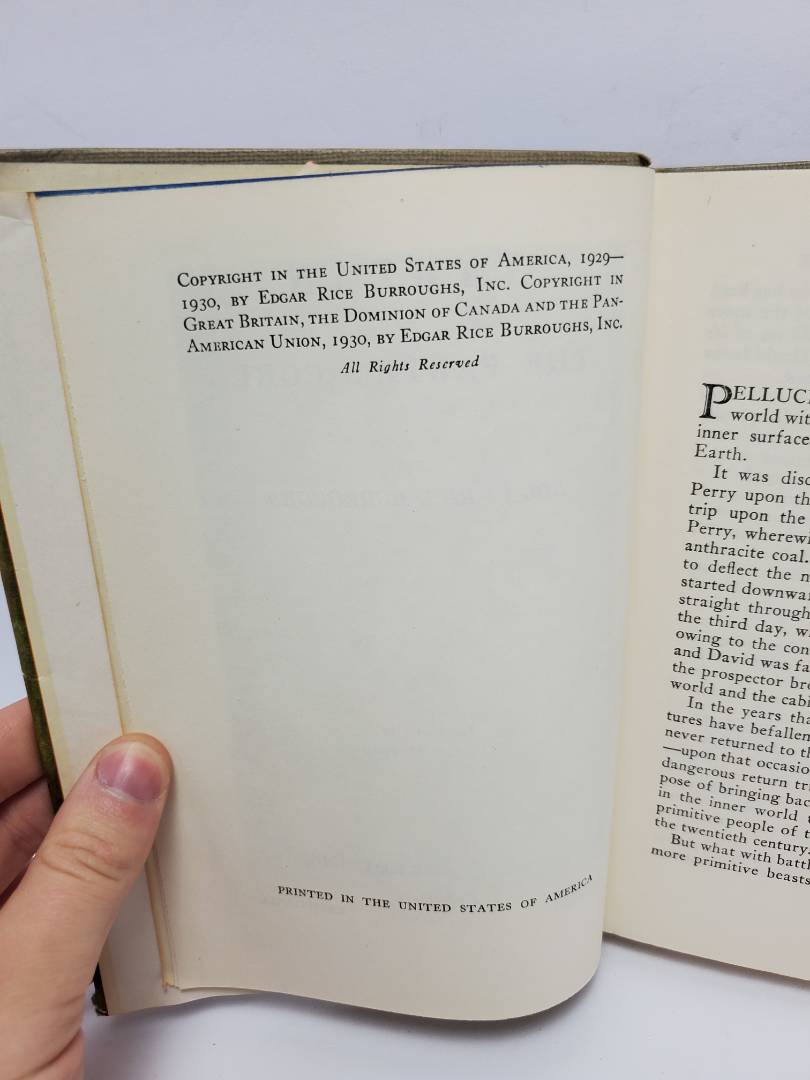 COPYRIGHT IN THE UNITED STATES OF AMERICA, 1929—
1930, BY EDGAR RICE BURROUGHS, INC. COPYRIGHT IN
GREAT BRITAIN, THE DOMINION OF CANADA AND THE PAN-
AMERICAN UNION, 1930, BY EDGAR RICE BURROUGHS, INC.
All Rights Reserved
PRINTED IN THE UNITED STATES OF AMERICA
PELLUCI
world wit
inner surface
Earth.
It was disc
Perry upon th
trip upon the
Perry, wherewi
anthracite coal.
to deflect the n
started downwa
straight through
the third day, w
owing to the con
and David was fa
the prospector bre
world and the cabi
In the years tha
tures have befallen
never returned to th
—upon that occasio
dangerous return tri
pose of bringing bac
in the inner world t
primitive people of t
the twentieth century.
But what with battl
more primitive beasts